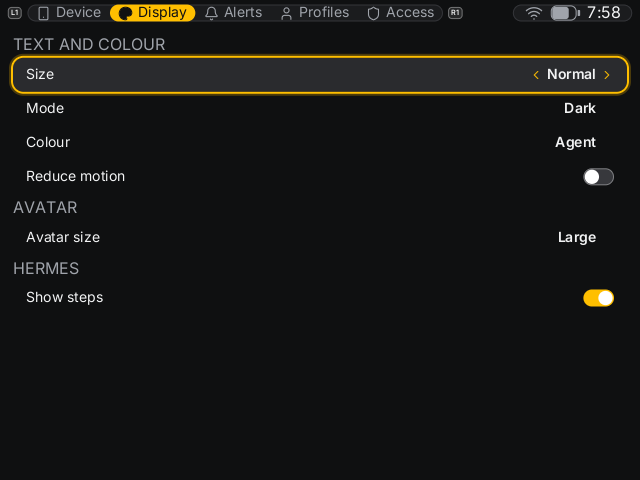 L1 Device Display Alerts Profiles Access R1 7:58
TEXT AND COLOUR
Size Normal
Mode Dark
Colour Agent
Reduce motion
AVATAR
Avatar size Large
HERMES
Show steps